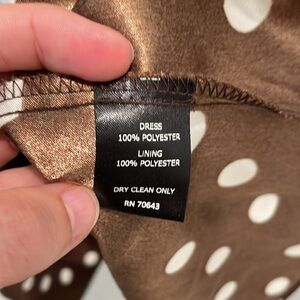 DRESS
100% POLYESTER
LINING
100% POLYESTER
DRY CLEAN ONLY
RN 70643